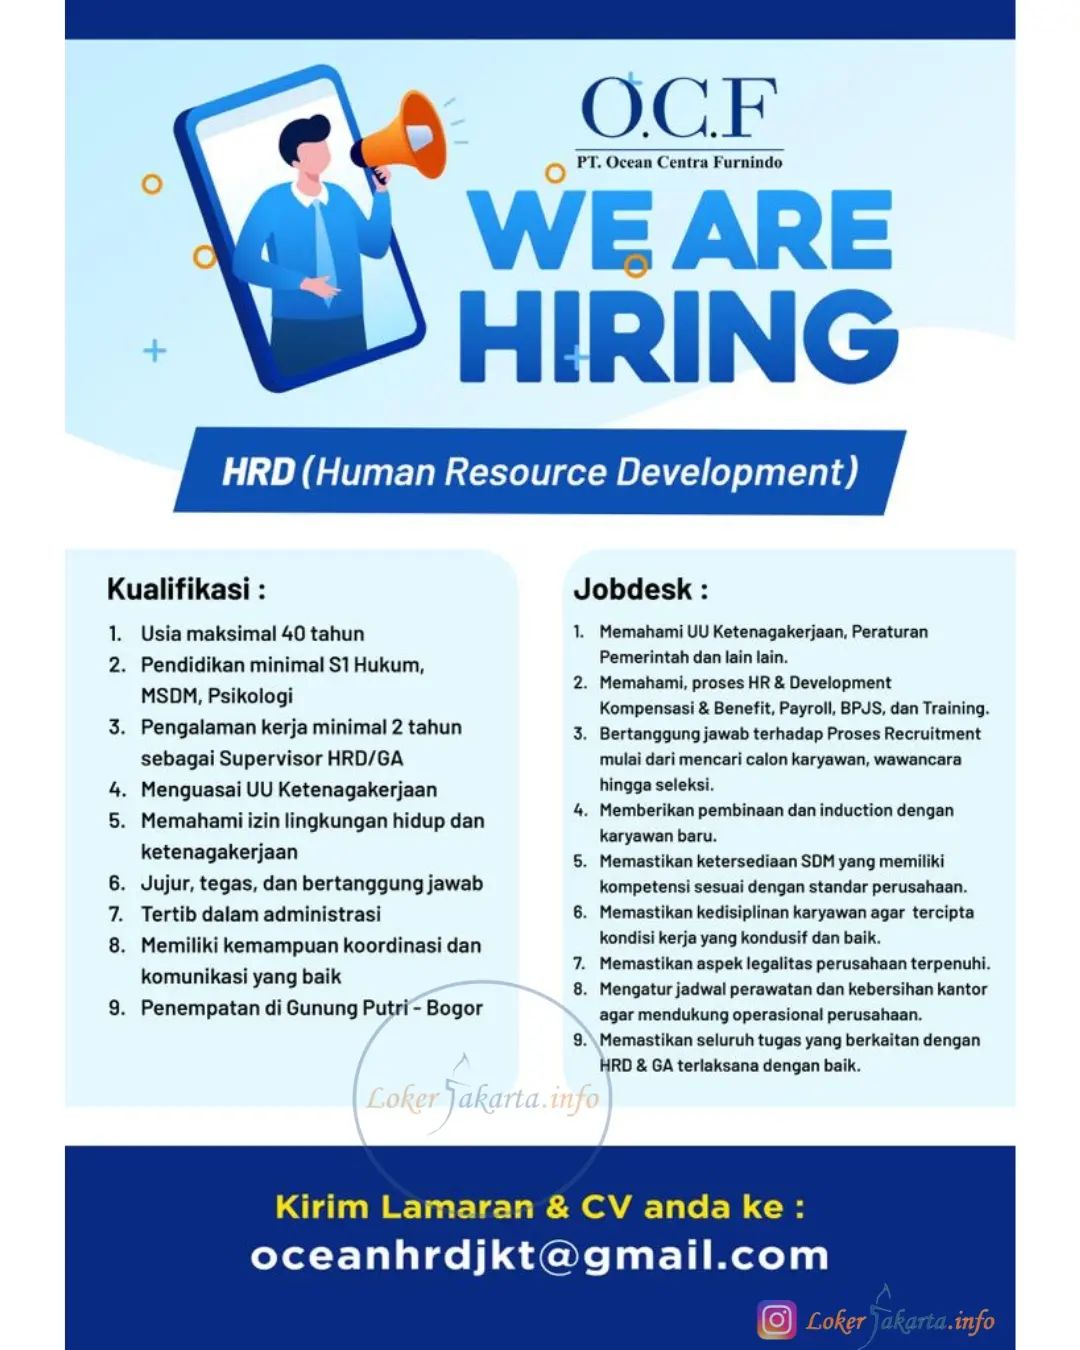 O.C.F
PT. Ocean Centra Furnindo
WE ARE
HIRING
HRD (Human Resource Development)
Kualifikasi :
1. Usia maksimal 40 tahun
2. Pendidikan minimal S1 Hukum,
MSDM, Psikologi
3. Pengalaman kerja minimal 2 tahun
sebagai Supervisor HRD/GA
4. Menguasai UU Ketenagakerjaan
5. Memahami izin lingkungan hidup dan
ketenagakerjaan
6. Jujur, tegas, dan bertanggung jawab
7. Tertib dalam administrasi
8. Memiliki kemampuan koordinasi dan
komunikasi yang baik
9. Penempatan di Gunung Putri - Bogor
Jobdesk :
1. Memahami UU Ketenagakerjaan, Peraturan
Pemerintah dan lain lain.
2. Memahami, proses HR & Development
Kompensasi & Benefit, Payroll, BPJS, dan Training.
3. Bertanggung jawab terhadap Proses Recruitment
mulai dari mencari calon karyawan, wawancara
hingga seleksi.
4. Memberikan pembinaan dan induction dengan
karyawan baru.
5. Memastikan ketersediaan SDM yang memiliki
kompetensi sesuai dengan standar perusahaan.
6. Memastikan kedisiplinan karyawan agar tercipta
kondisi kerja yang kondusif dan baik.
7. Memastikan aspek legalitas perusahaan terpenuhi.
8. Mengatur jadwal perawatan dan kebersihan kantor
agar mendukung operasional perusahaan.
9. Memastikan seluruh tugas yang berkaitan dengan
HRD & GA terlaksana dengan baik.
Loker Jakarta.info
Kirim Lamaran & CV anda ke :
oceanhrdjkt@gmail.com
Loker Jakarta.info